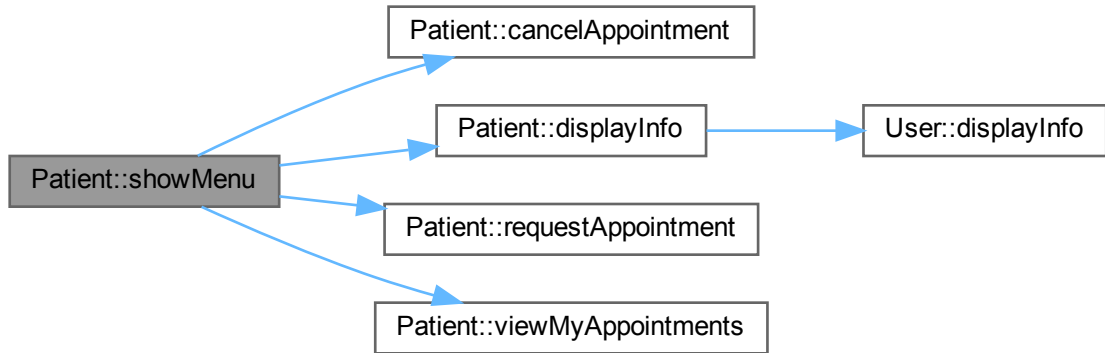 Patient::cancelAppointment
Patient::displayInfo
User::displayInfo
Patient::showMenu
Patient::requestAppointment
Patient::viewMyAppointments